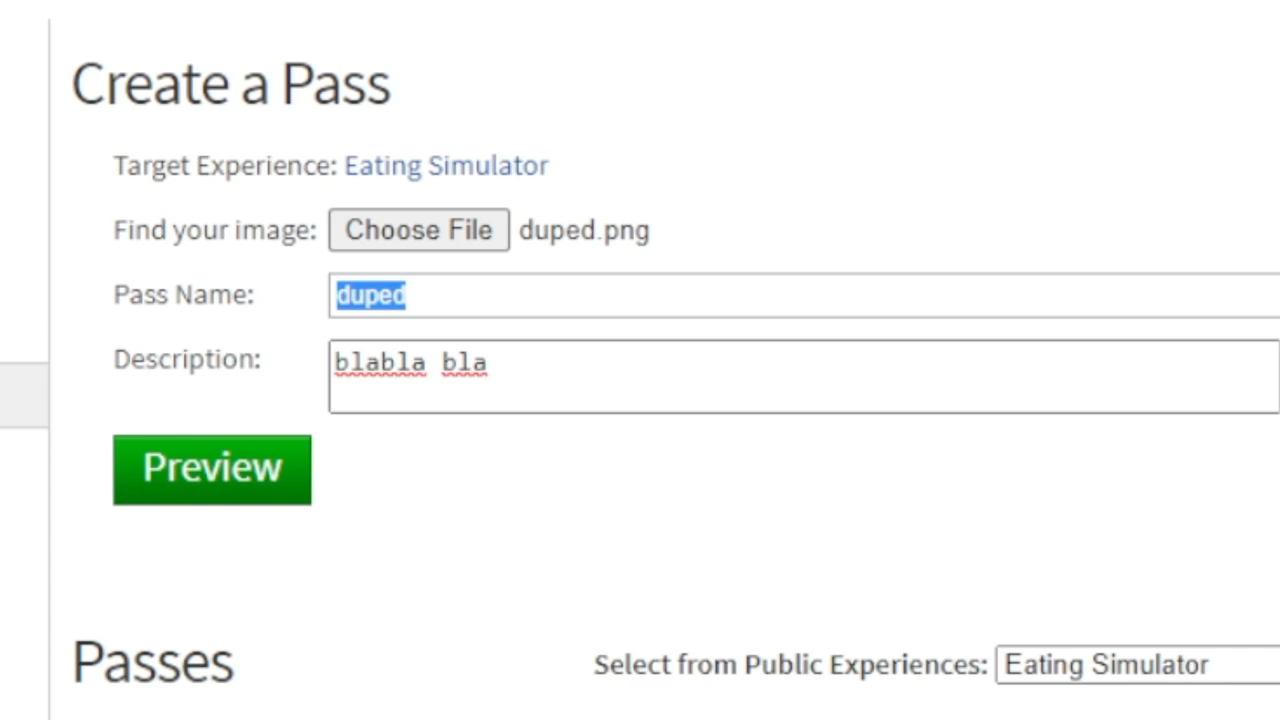 Create a Pass
Target Experience: Eating Simulator
Find your image: Choose File duped.png
Pass Name: duped
Description: blabla bla
Preview
Passes Select from Public Experiences: Eating Simulator